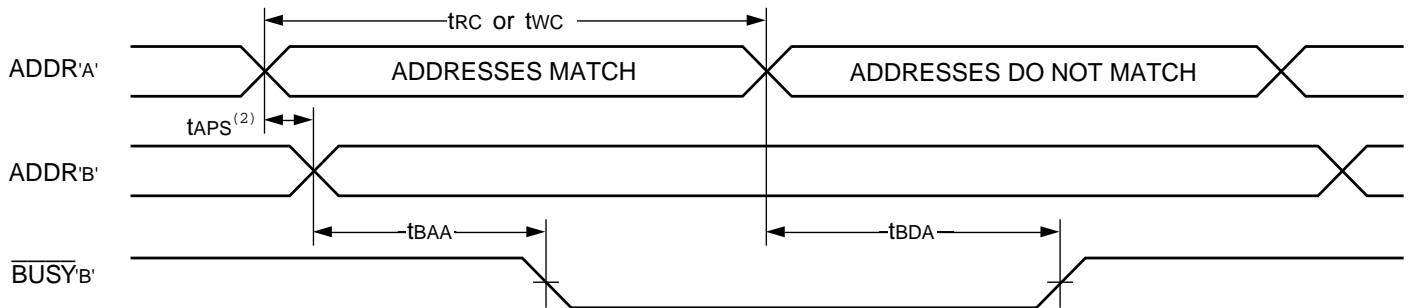 tRC or tWC
ADDR'A'
ADDRESSES MATCH
ADDRESSES DO NOT MATCH
tAPS(2)
ADDR'B'
tBAA
tBDA
BUSY'B'